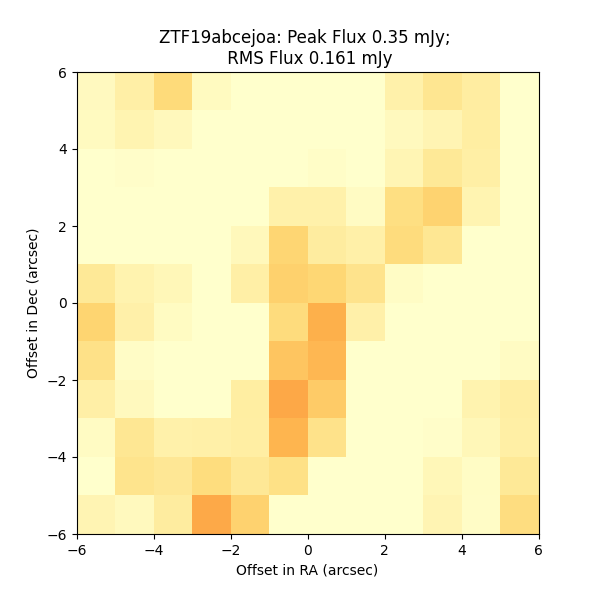 ZTF19abcejoa: Peak Flux 0.35 mJy;
RMS Flux 0.161 mJy
6
4
2
0
−2
−4
−6
Offset in Dec (arcsec)
−6 −4 −2 0 2 4 6
Offset in RA (arcsec)